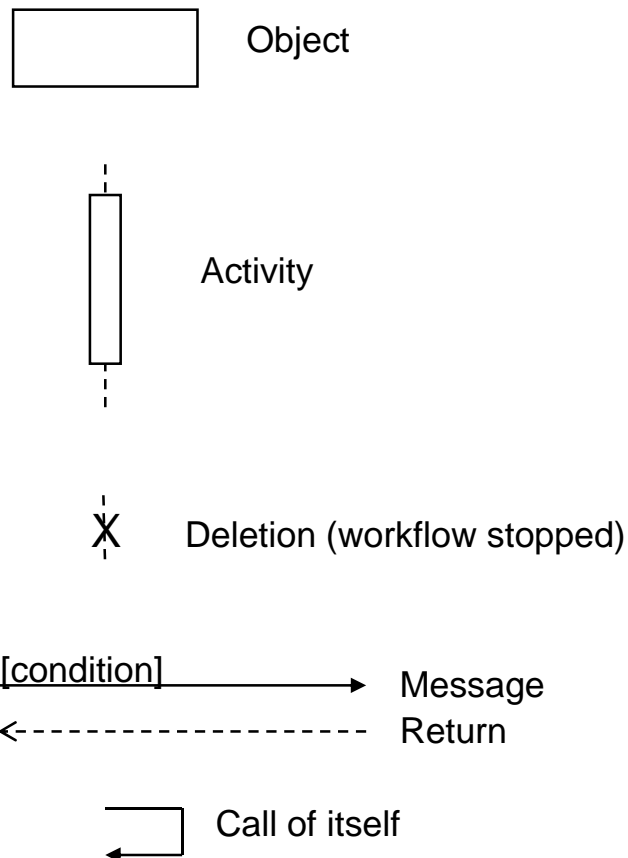 Object
Activity
X Deletion (workflow stopped)
[condition]
Message
Return
Call of itself